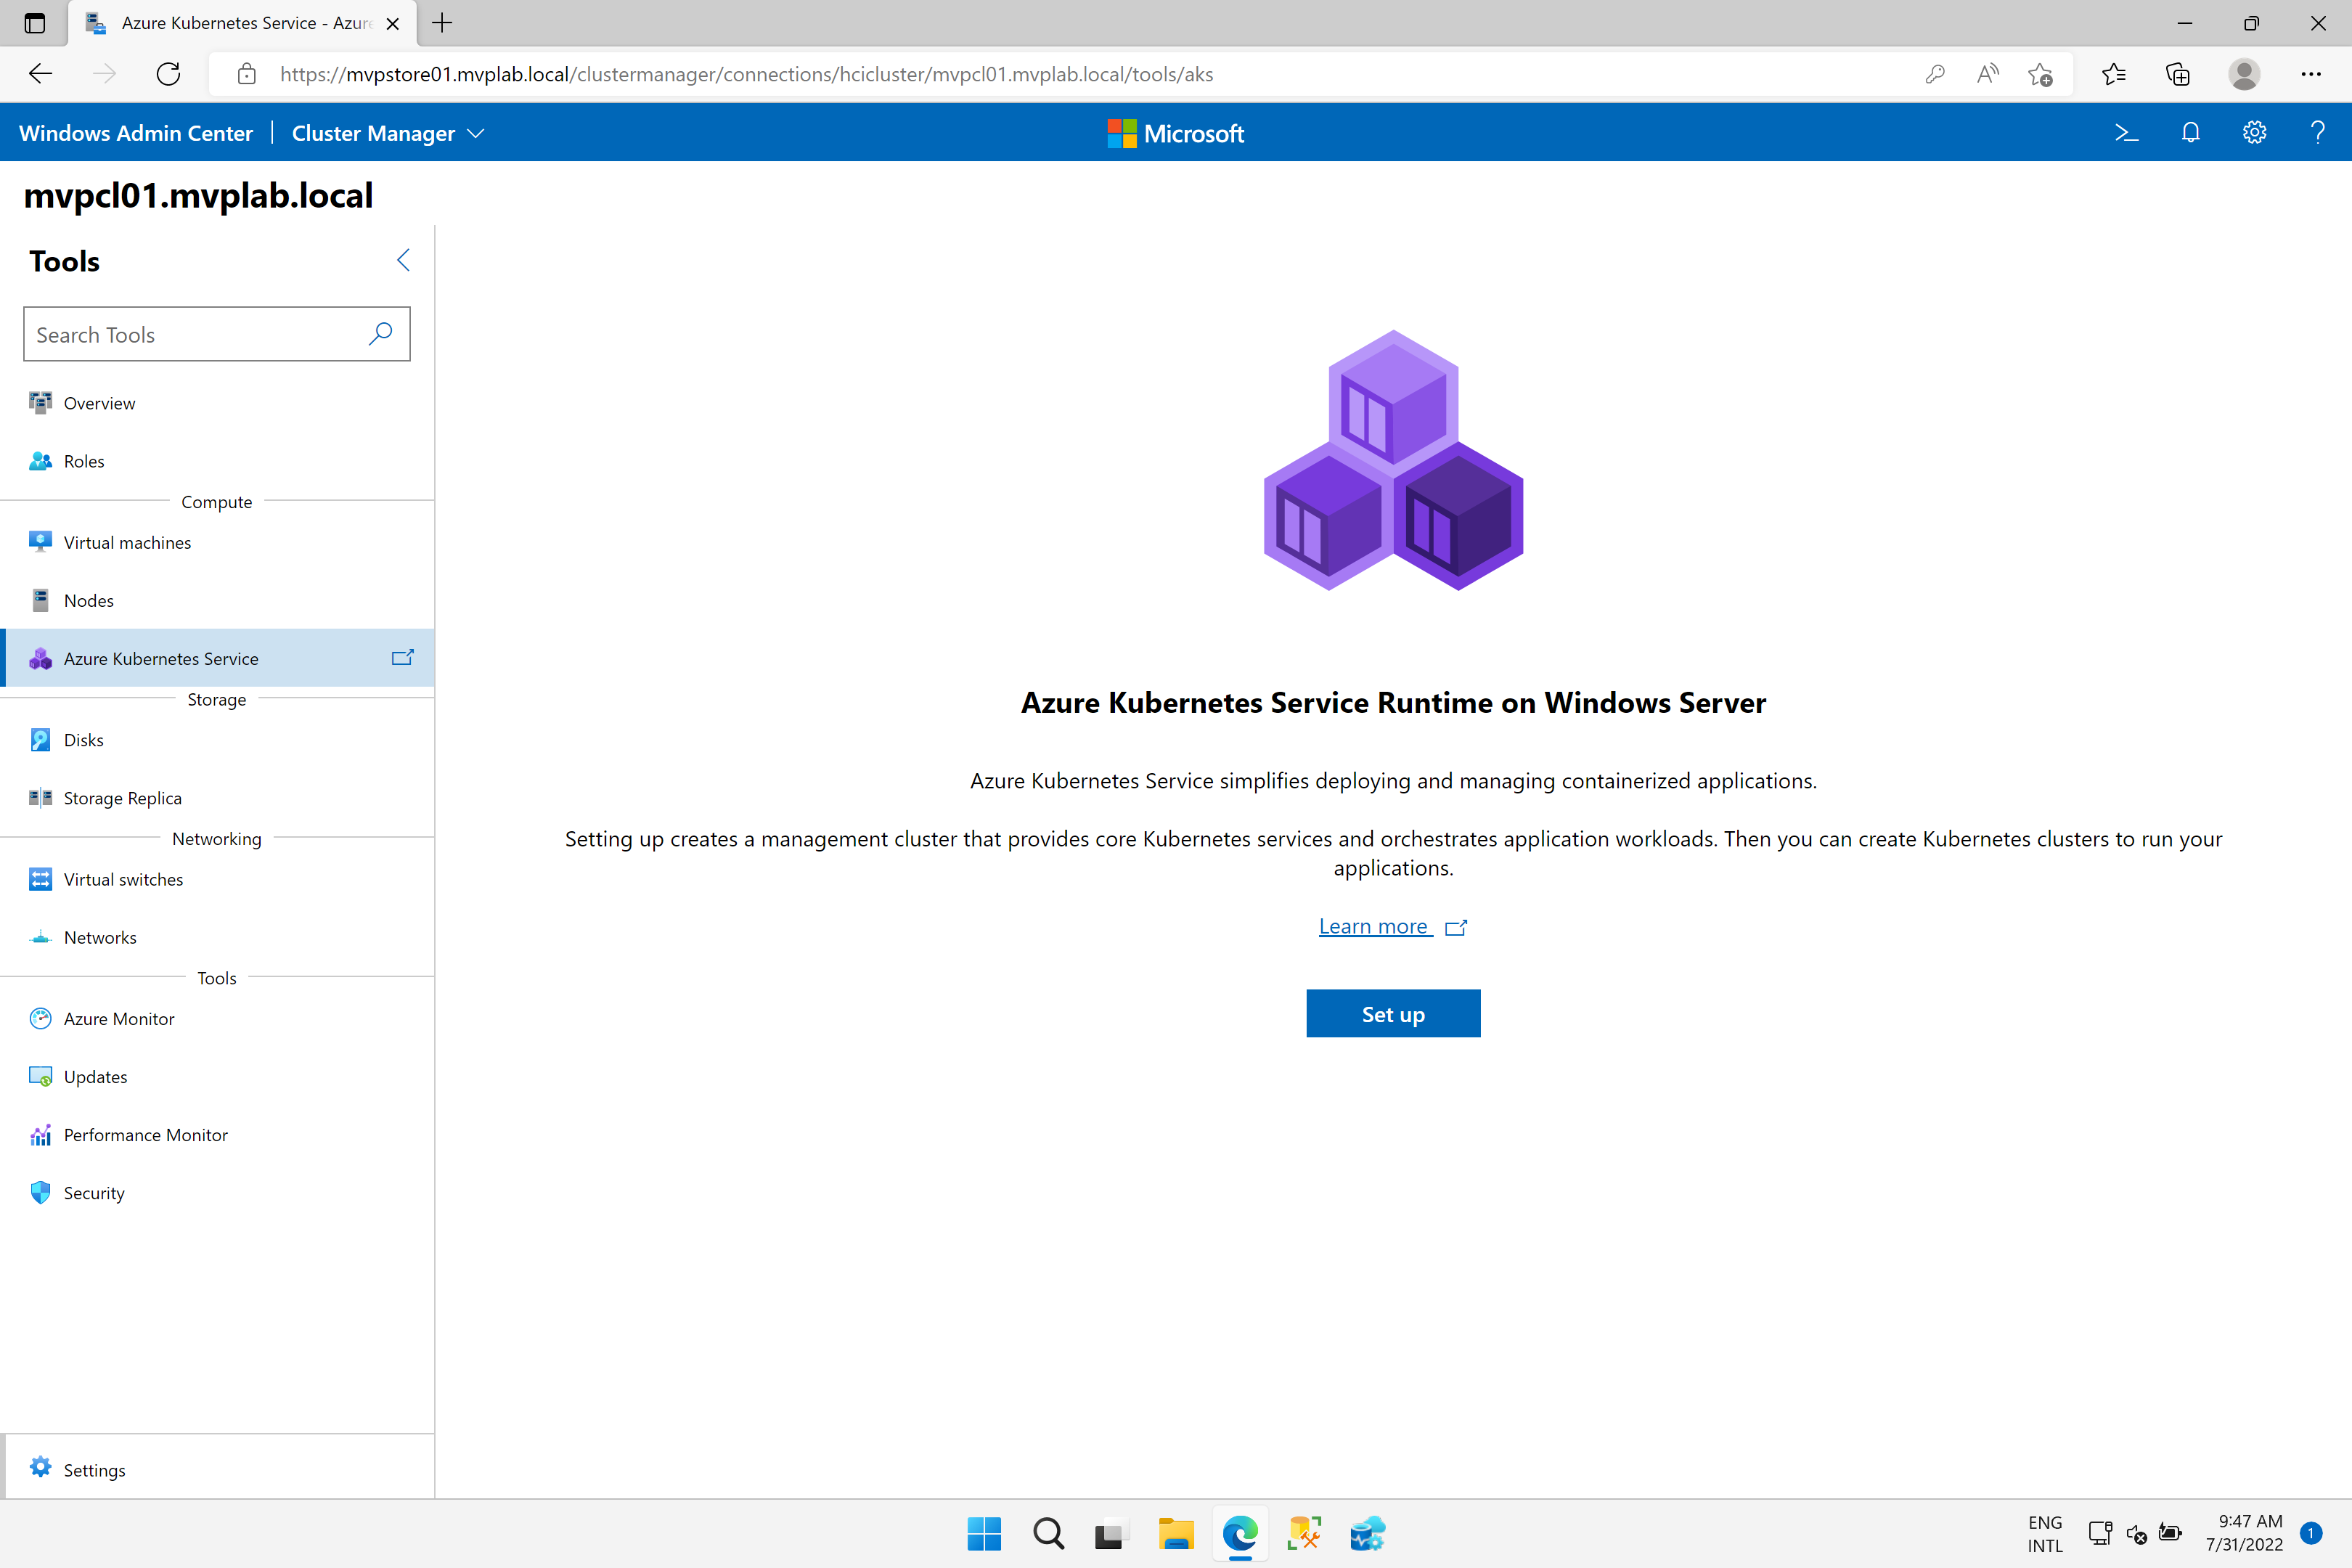 Azure Kubernetes Service - Azur
https://mvpstore01.mvplab.local/clustermanager/connections/hcicluster/mvpcl01.mvplab.local/tools/aks
Windows Admin Center
Cluster Manager
Microsoft
mvpcl01.mvplab.local
Tools
Search Tools
Overview
Roles
Compute
Virtual machines
Nodes
Azure Kubernetes Service
Storage
Disks
Storage Replica
Networking
Virtual switches
Networks
Tools
Azure Monitor
Updates
Performance Monitor
Security
Settings
Azure Kubernetes Service Runtime on Windows Server
Azure Kubernetes Service simplifies deploying and managing containerized applications.
Setting up creates a management cluster that provides core Kubernetes services and orchestrates application workloads. Then you can create Kubernetes clusters to run your
applications.
Learn more
Set up
ENG
INTL
9:47 AM
7/31/2022
1